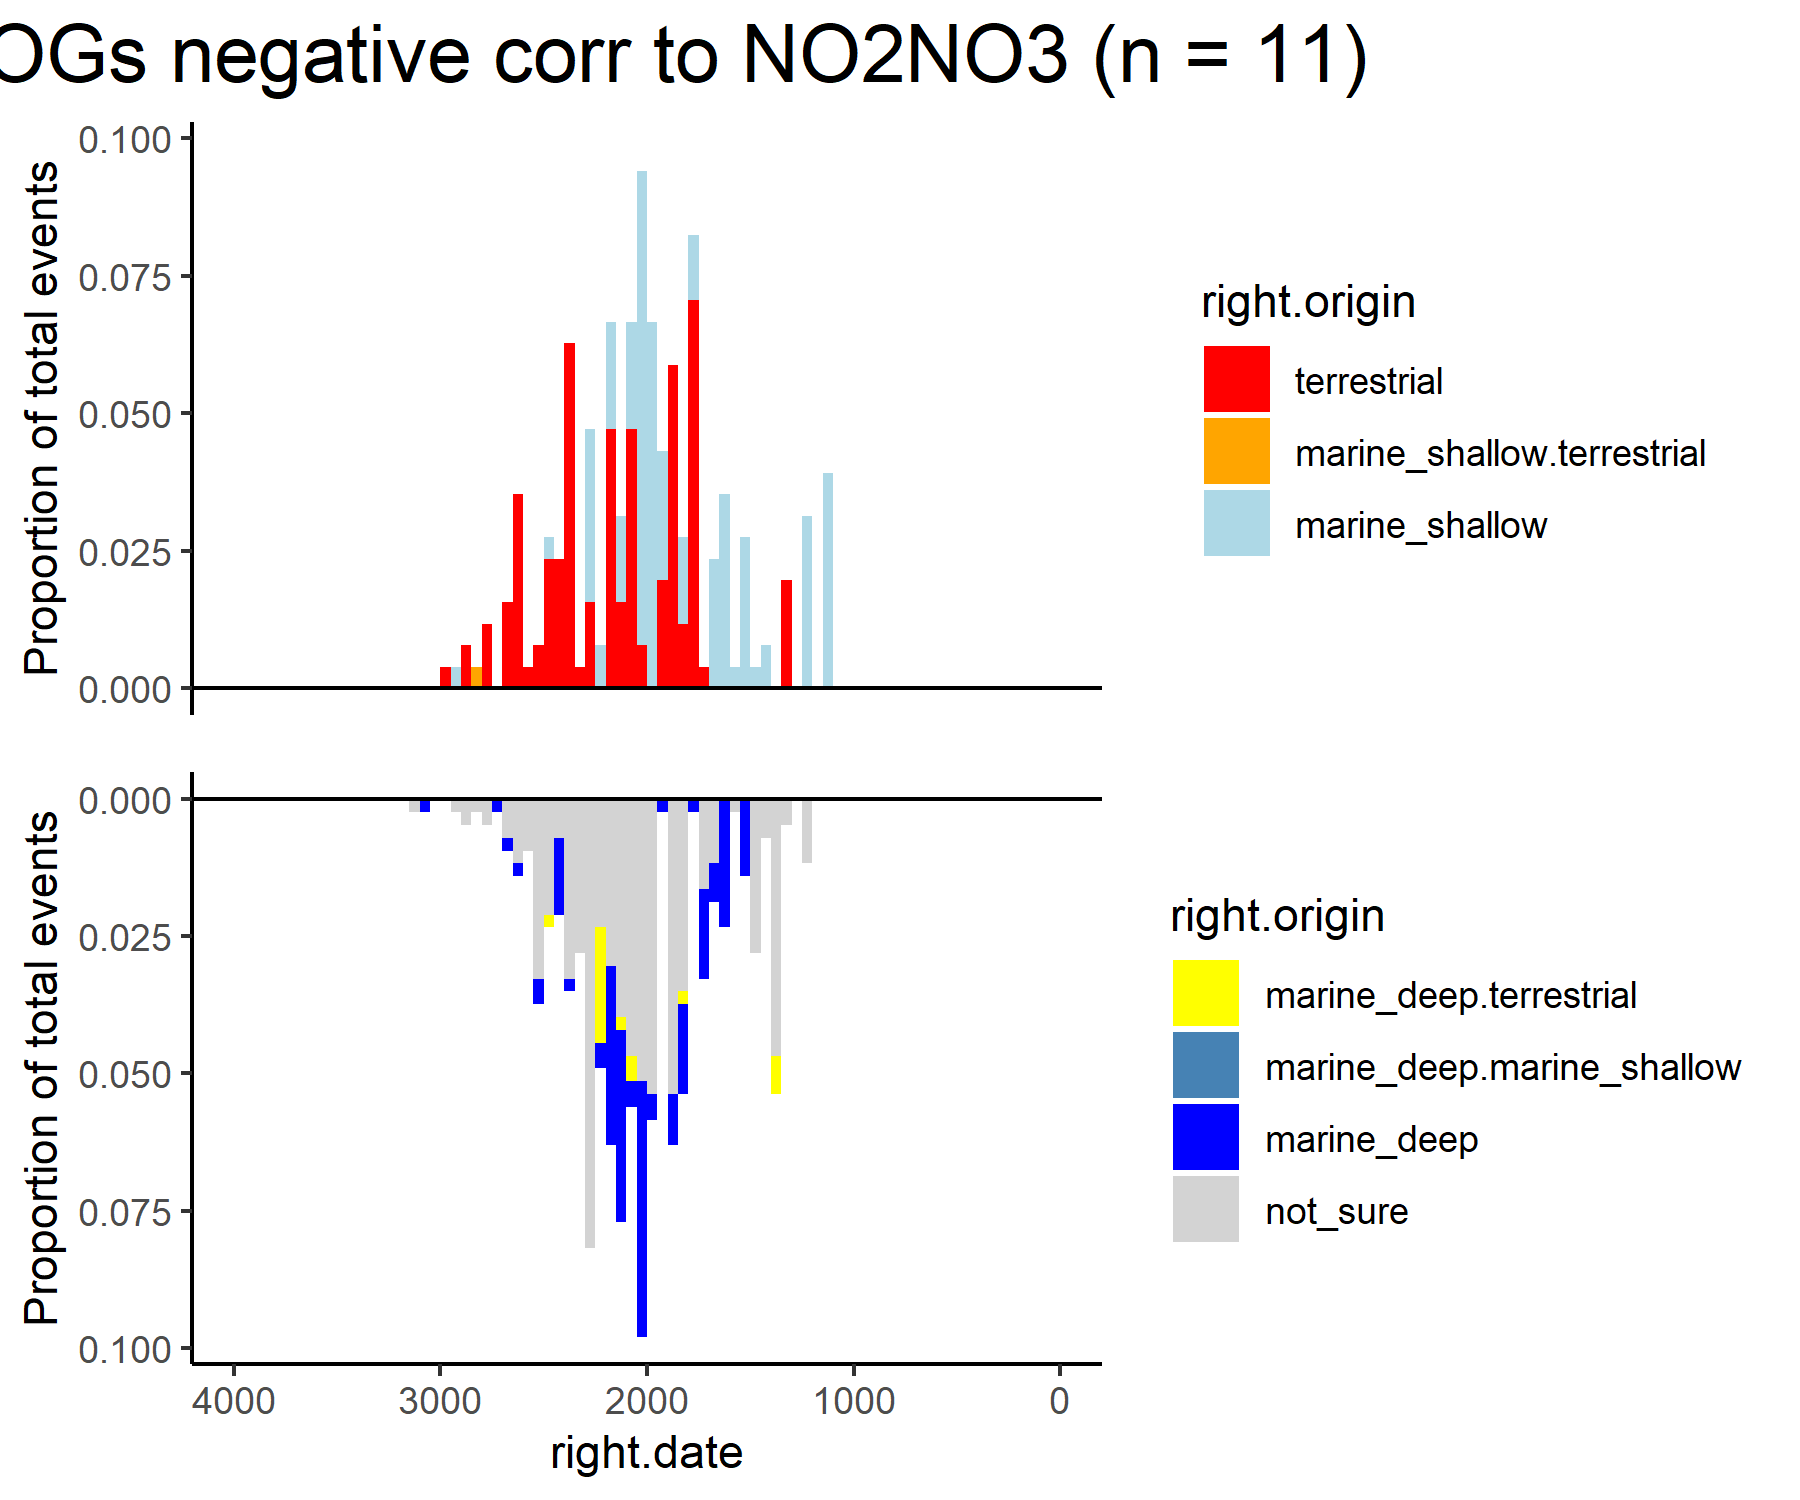 OGs negative corr to NO2NO3 (n = 11)
Proportion of total events
0.100
0.075
0.050
0.025
0.000
right.origin
terrestrial
marine_shallow.terrestrial
marine_shallow
Proportion of total events
0.000
0.025
0.050
0.075
0.100
4000 3000 2000 1000 0
right.date
right.origin
marine_deep.terrestrial
marine_deep.marine_shallow
marine_deep
not_sure